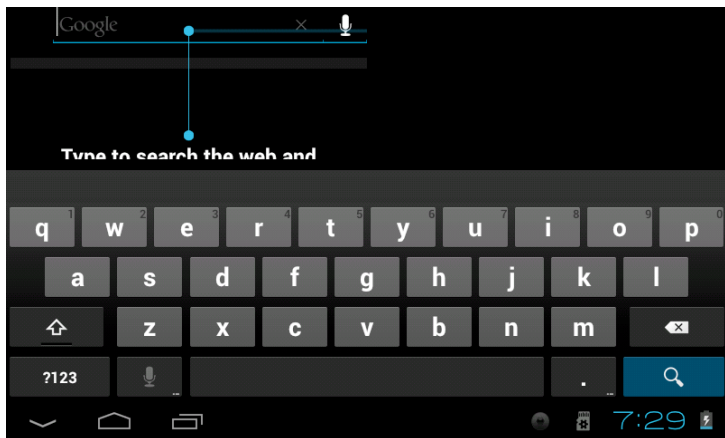 Google
Type to search the web and
1 2 3 4 5 6 7 8 9 0
q w e r t y u i o p
a s d f g h j k l
z x c v b n m
?123 .
7:29